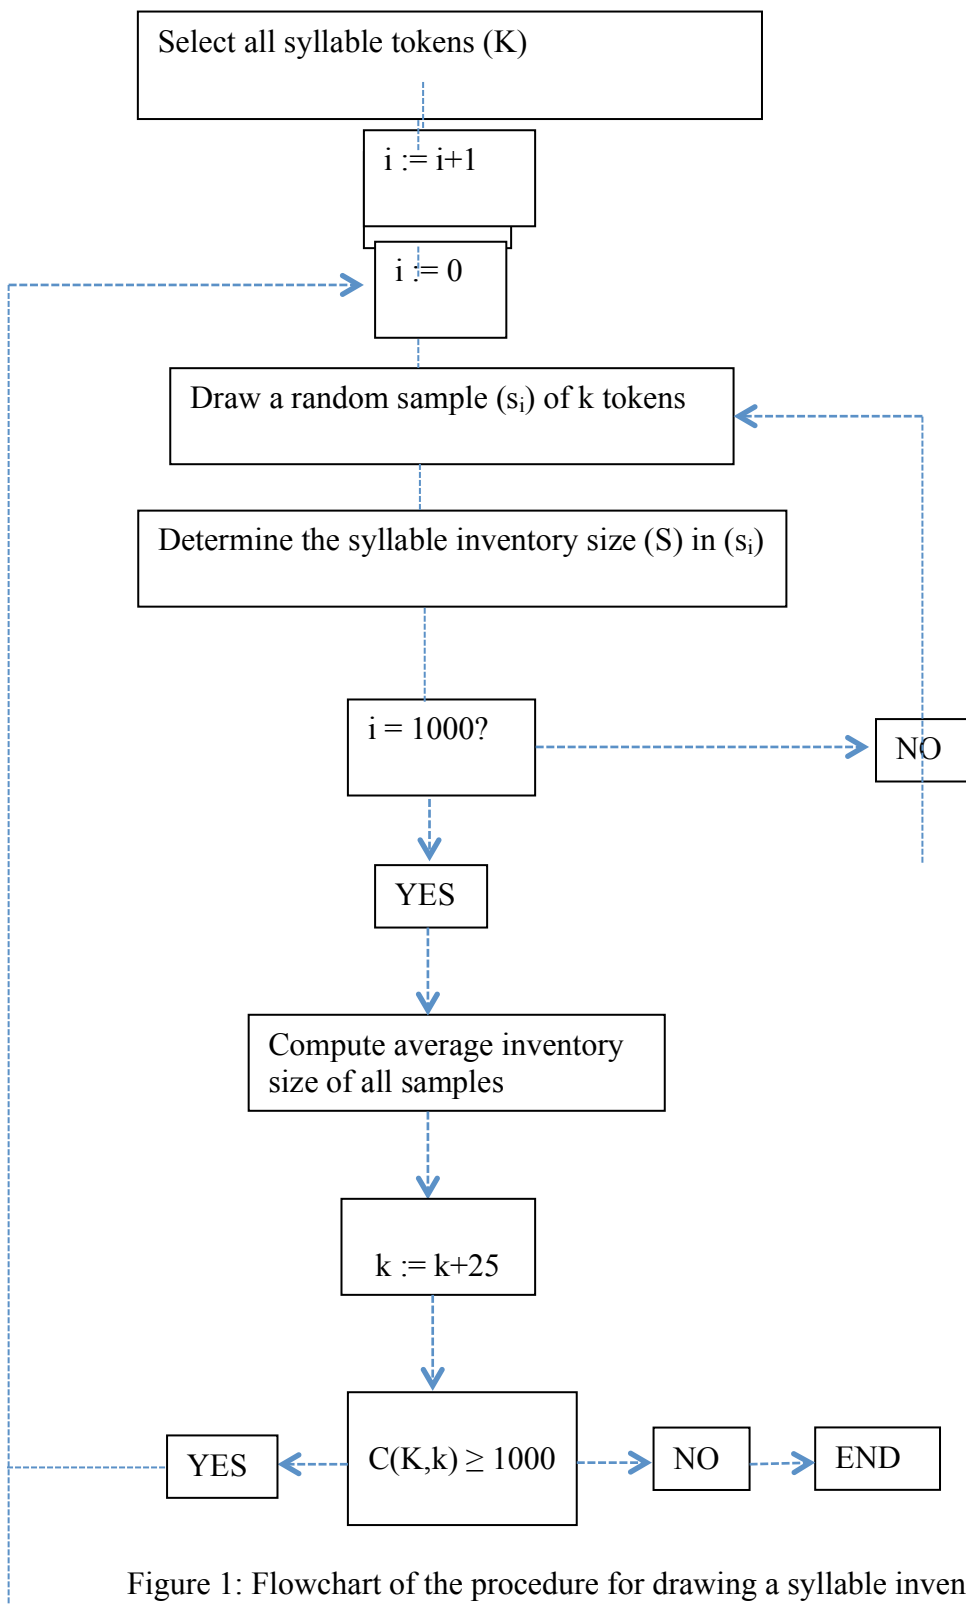 Select all syllable tokens (K)
i := i+1
i := 0
Draw a random sample (sᵢ) of k tokens
Determine the syllable inventory size (S) in (sᵢ)
i = 1000?
NO
YES
Compute average inventory
size of all samples
k := k+25
YES
C(K,k) ≥ 1000
NO
END
Figure 1: Flowchart of the procedure for drawing a syllable inven